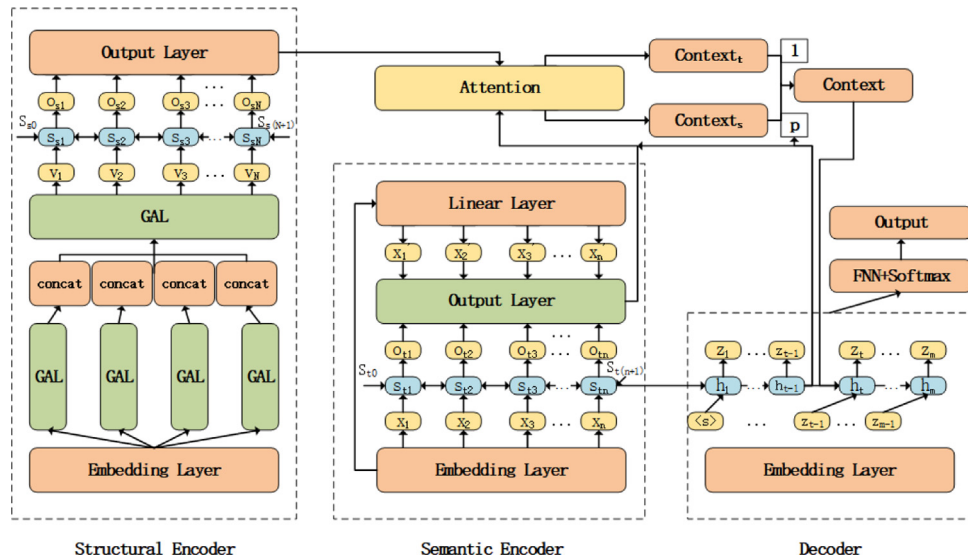 Output Layer
O_s1 O_s2 O_s3 ... O_sN
S_s0 S_s1 S_s2 S_s3 ... S_sN S_s(N+1)
V_1 V_2 V_3 ... V_N
GAL
concat concat concat concat
GAL GAL GAL GAL
Embedding Layer
Structural Encoder
Attention
Context_t
Context_s
l
p
Context
Linear Layer
X_1' X_2' X_3' ... X_n'
Output Layer
O_t1 O_t2 O_t3 ... O_tn
S_t0 S_t1 S_t2 S_t3 ... S_tn S_t(n+1)
X_1 X_2 X_3 ... X_n
Embedding Layer
Semantic Encoder
Output
FNN+Softmax
z_1 ... z_t-1 z_t ... z_m
h_1 ... h_t-1 h_t ... h_m
<s> ... z_t-1 ... z_m-1
Embedding Layer
Decoder